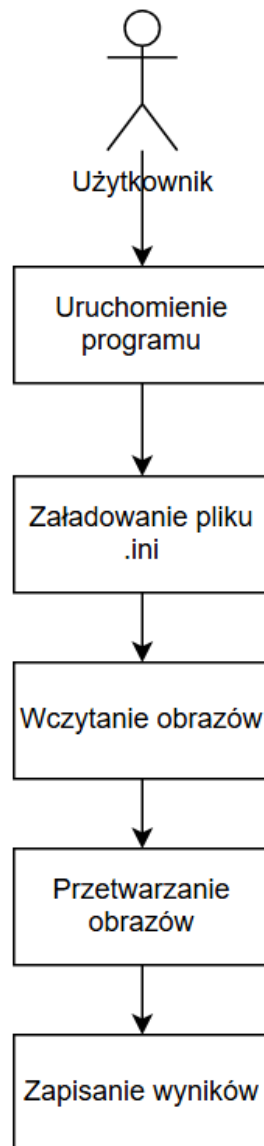 Użytkownik
Uruchomienie
programu
Załadowanie pliku
.ini
Wczytanie obrazów
Przetwarzanie
obrazów
Zapisanie wyników